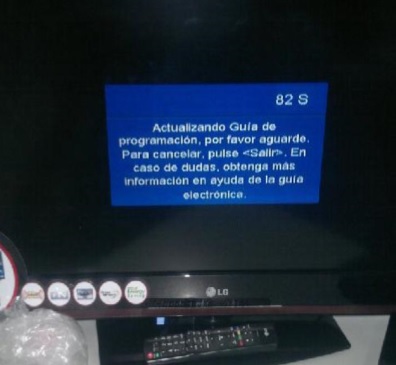 82 S
Actualizando Guía de
programación, por favor aguarde.
Para cancelar, pulse <Salir>. En
caso de dudas, obtenga más
información en ayuda de la guía
electrónica.
LG